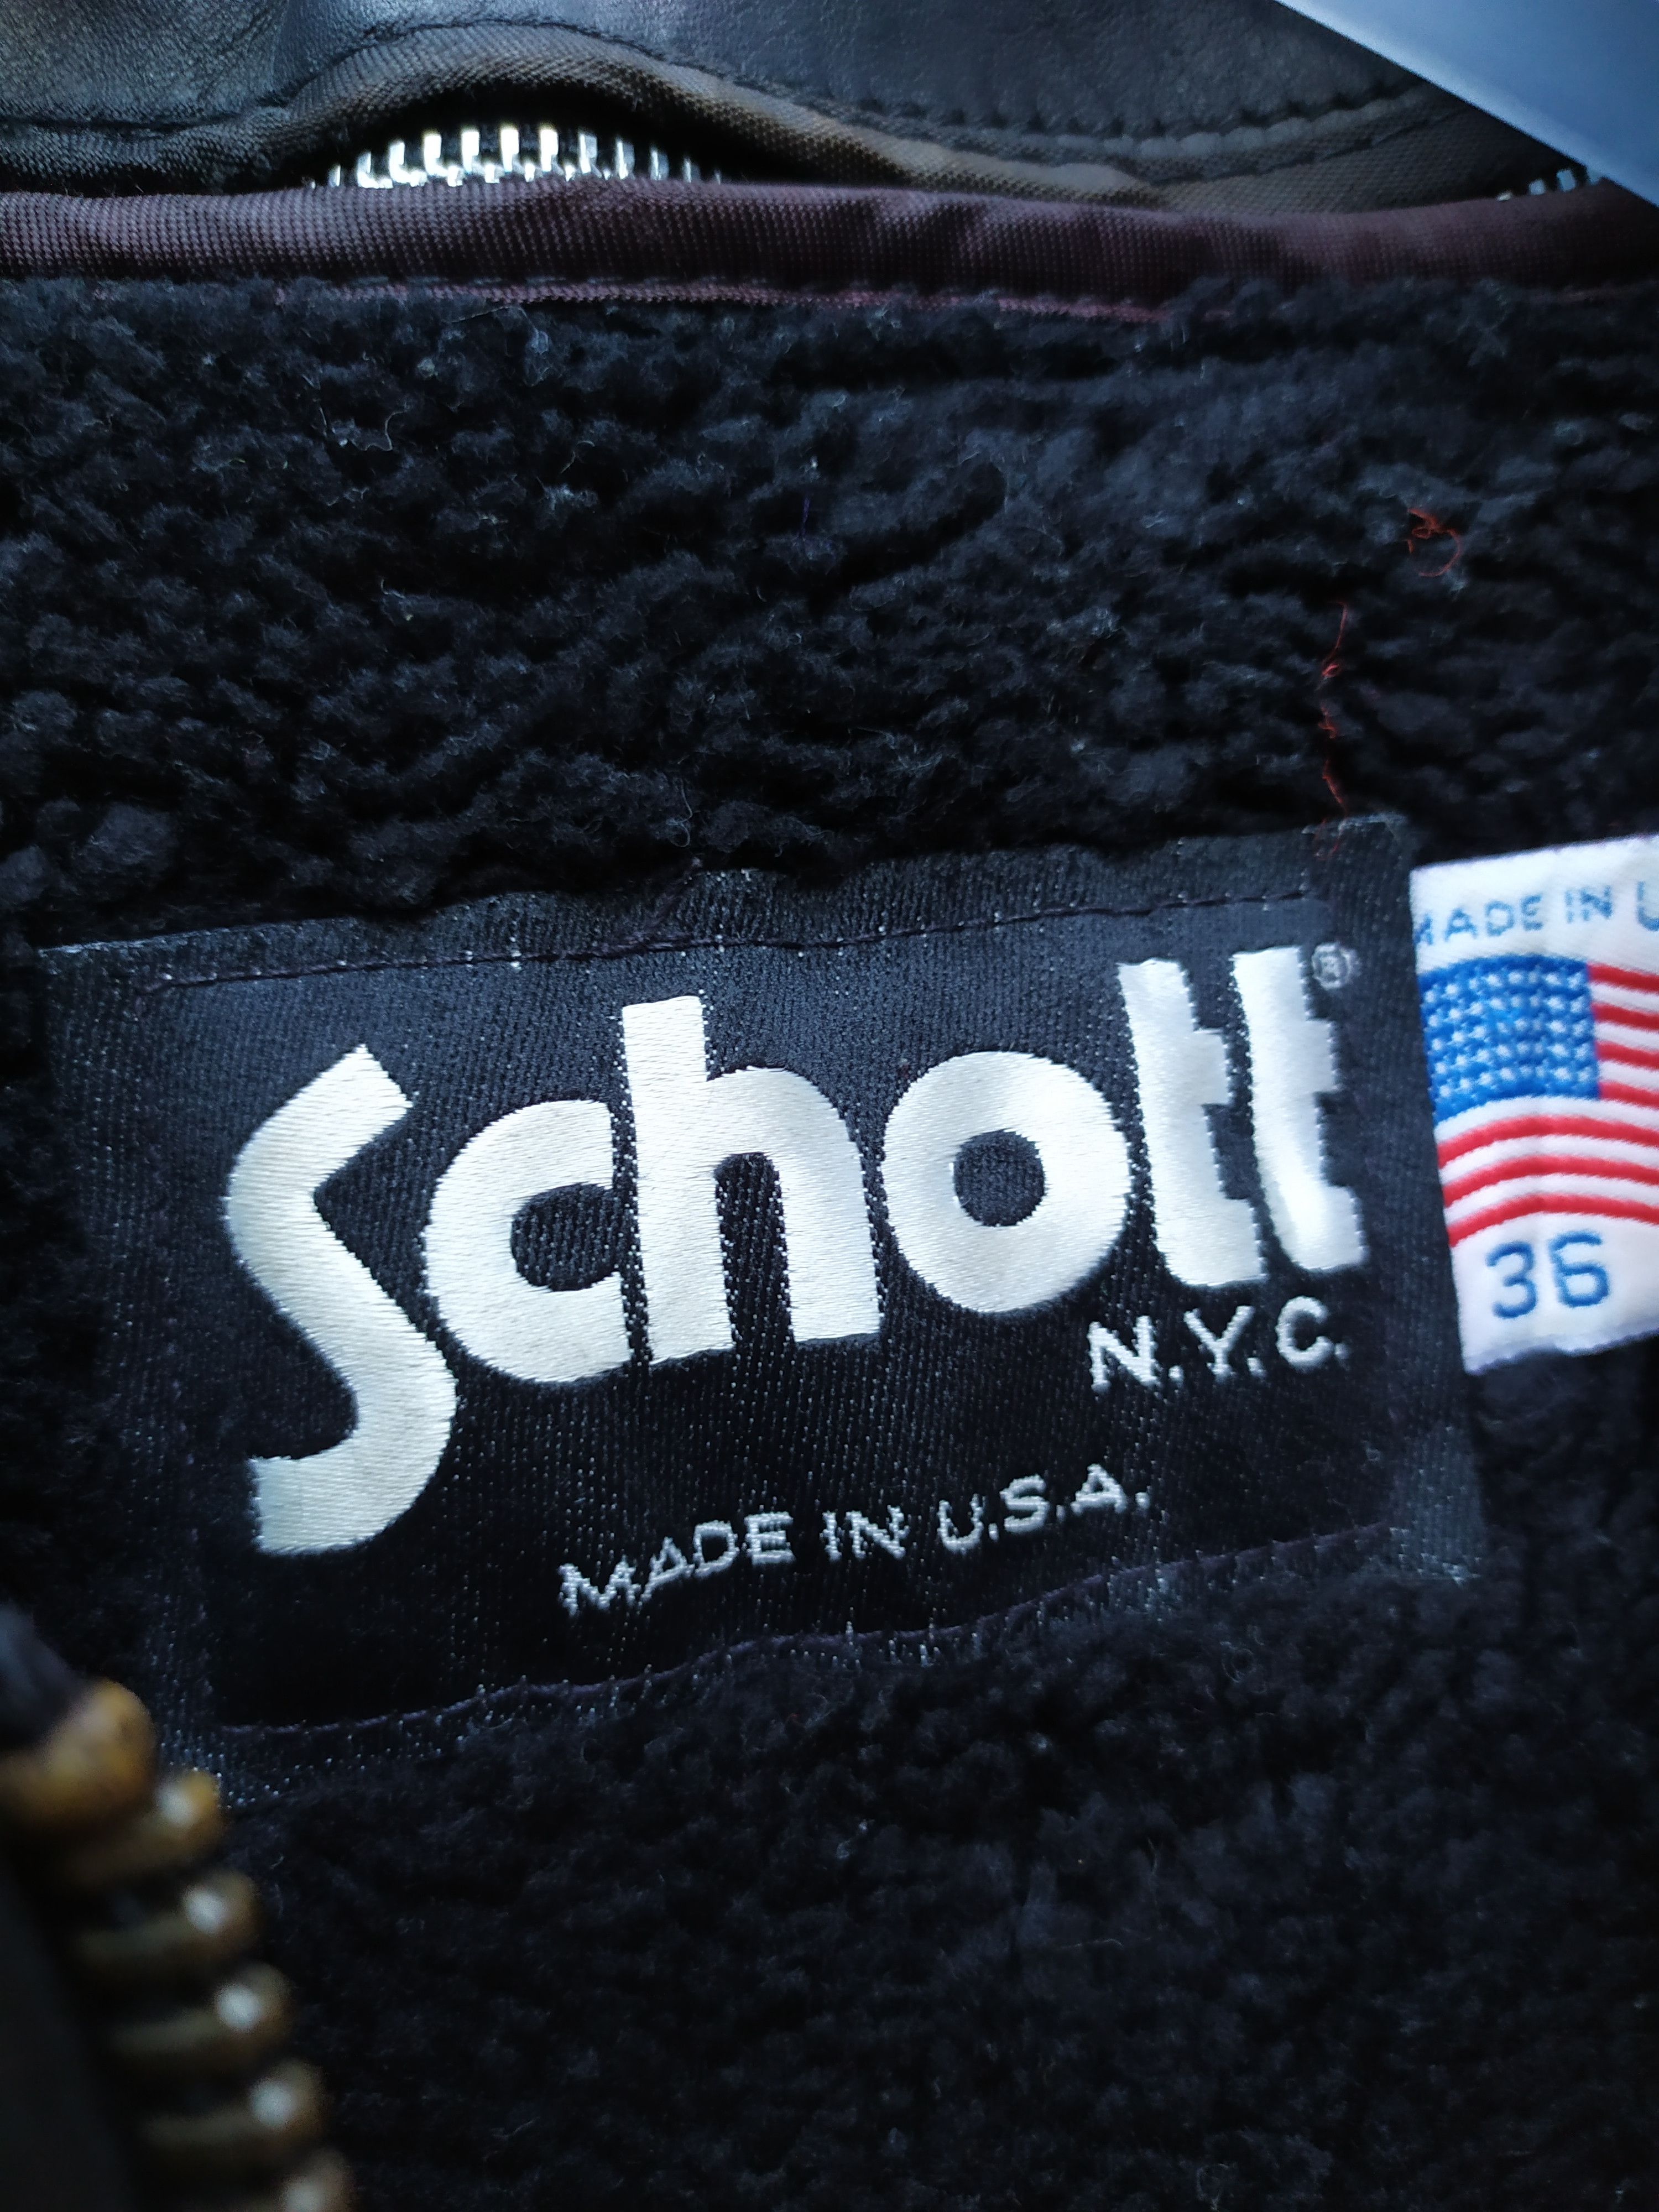 Schott®
N.Y.C.
MADE IN U.S.A.
MADE IN U
36